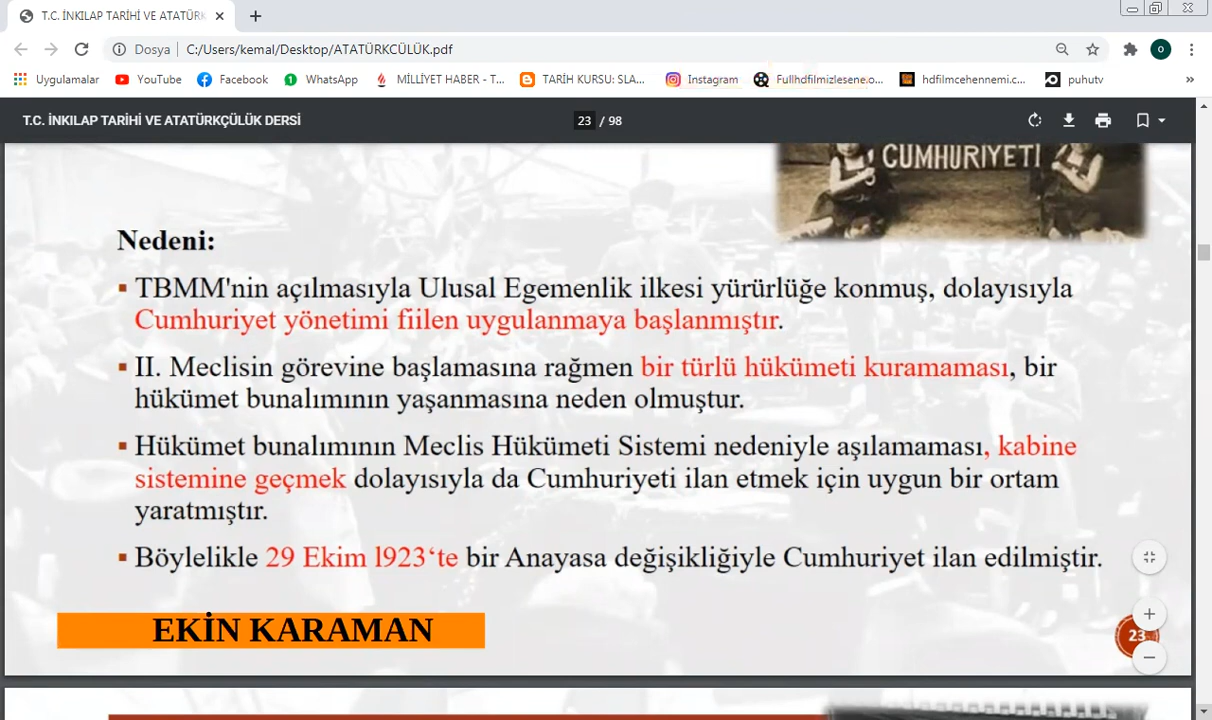 T.C. İNKILAP TARİHİ VE ATATÜRK
Dosya C:/Users/kemal/Desktop/ATATÜRKCÜLÜK.pdf
Uygulamalar YouTube Facebook WhatsApp MİLLİYET HABER - T... TARİH KURSU: SLA... Instagram Fullhdfilmizlesene.o... hdfilmcehennemi.c... puhutv »
T.C. İNKILAP TARİHİ VE ATATÜRKÇÜLÜK DERSİ 23 / 98
CUMHURİYETİ
Nedeni:
▪ TBMM'nin açılmasıyla Ulusal Egemenlik ilkesi yürürlüğe konmuş, dolayısıyla
Cumhuriyet yönetimi fiilen uygulanmaya başlanmıştır.
▪ II. Meclisin görevine başlamasına rağmen bir türlü hükümeti kuramaması, bir
hükümet bunalımının yaşanmasına neden olmuştur.
▪ Hükümet bunalımının Meclis Hükümeti Sistemi nedeniyle aşılamaması, kabine
sistemine geçmek dolayısıyla da Cumhuriyeti ilan etmek için uygun bir ortam
yaratmıştır.
▪ Böylelikle 29 Ekim l923‘te bir Anayasa değişikliğiyle Cumhuriyet ilan edilmiştir.
EKİN KARAMAN
23